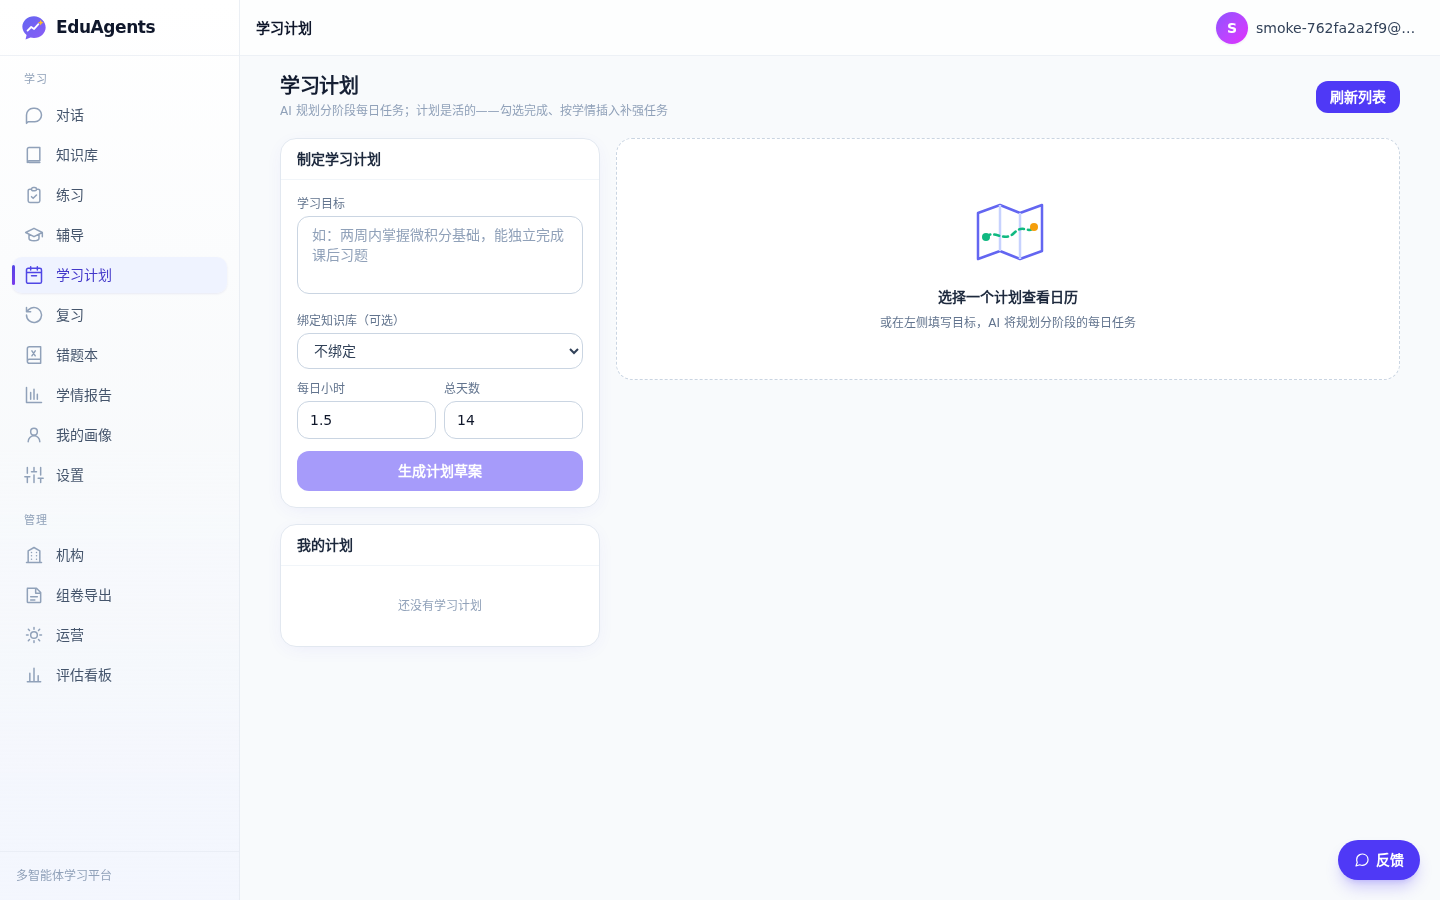 EduAgents
学习
对话
知识库
练习
辅导
学习计划
复习
错题本
学情报告
我的画像
设置
管理
机构
组卷导出
运营
评估看板
多智能体学习平台
学习计划
S smoke-762fa2a2f9@...
学习计划
AI 规划分阶段每日任务；计划是活的——勾选完成、按学情插入补强任务
刷新列表
制定学习计划
学习目标
如：两周内掌握微积分基础，能独立完成
课后习题
绑定知识库（可选）
不绑定
每日小时 总天数
1.5 14
生成计划草案
我的计划
还没有学习计划
选择一个计划查看日历
或在左侧填写目标，AI 将规划分阶段的每日任务
反馈